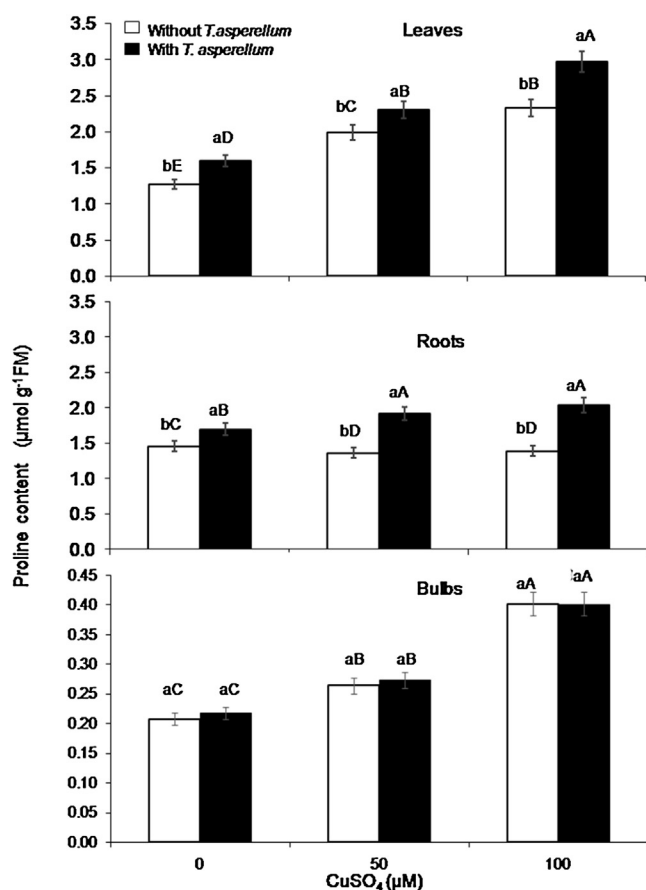 3.5
Without T.asperellum
With T. asperellum
Leaves
3.0
2.5
2.0
1.5
1.0
0.5
0.0
bE
aD
bC
aB
bB
aA
3.5
3.0
2.5
2.0
1.5
1.0
0.5
0.0
Roots
bC
aB
bD
aA
bD
aA
Proline content (µmol g-1 FM)
0.45
0.40
0.35
0.30
0.25
0.20
0.15
0.10
0.05
0.00
Bulbs
aC
aC
aB
aB
aA
aA
0
50
100
CuSO4 (µM)